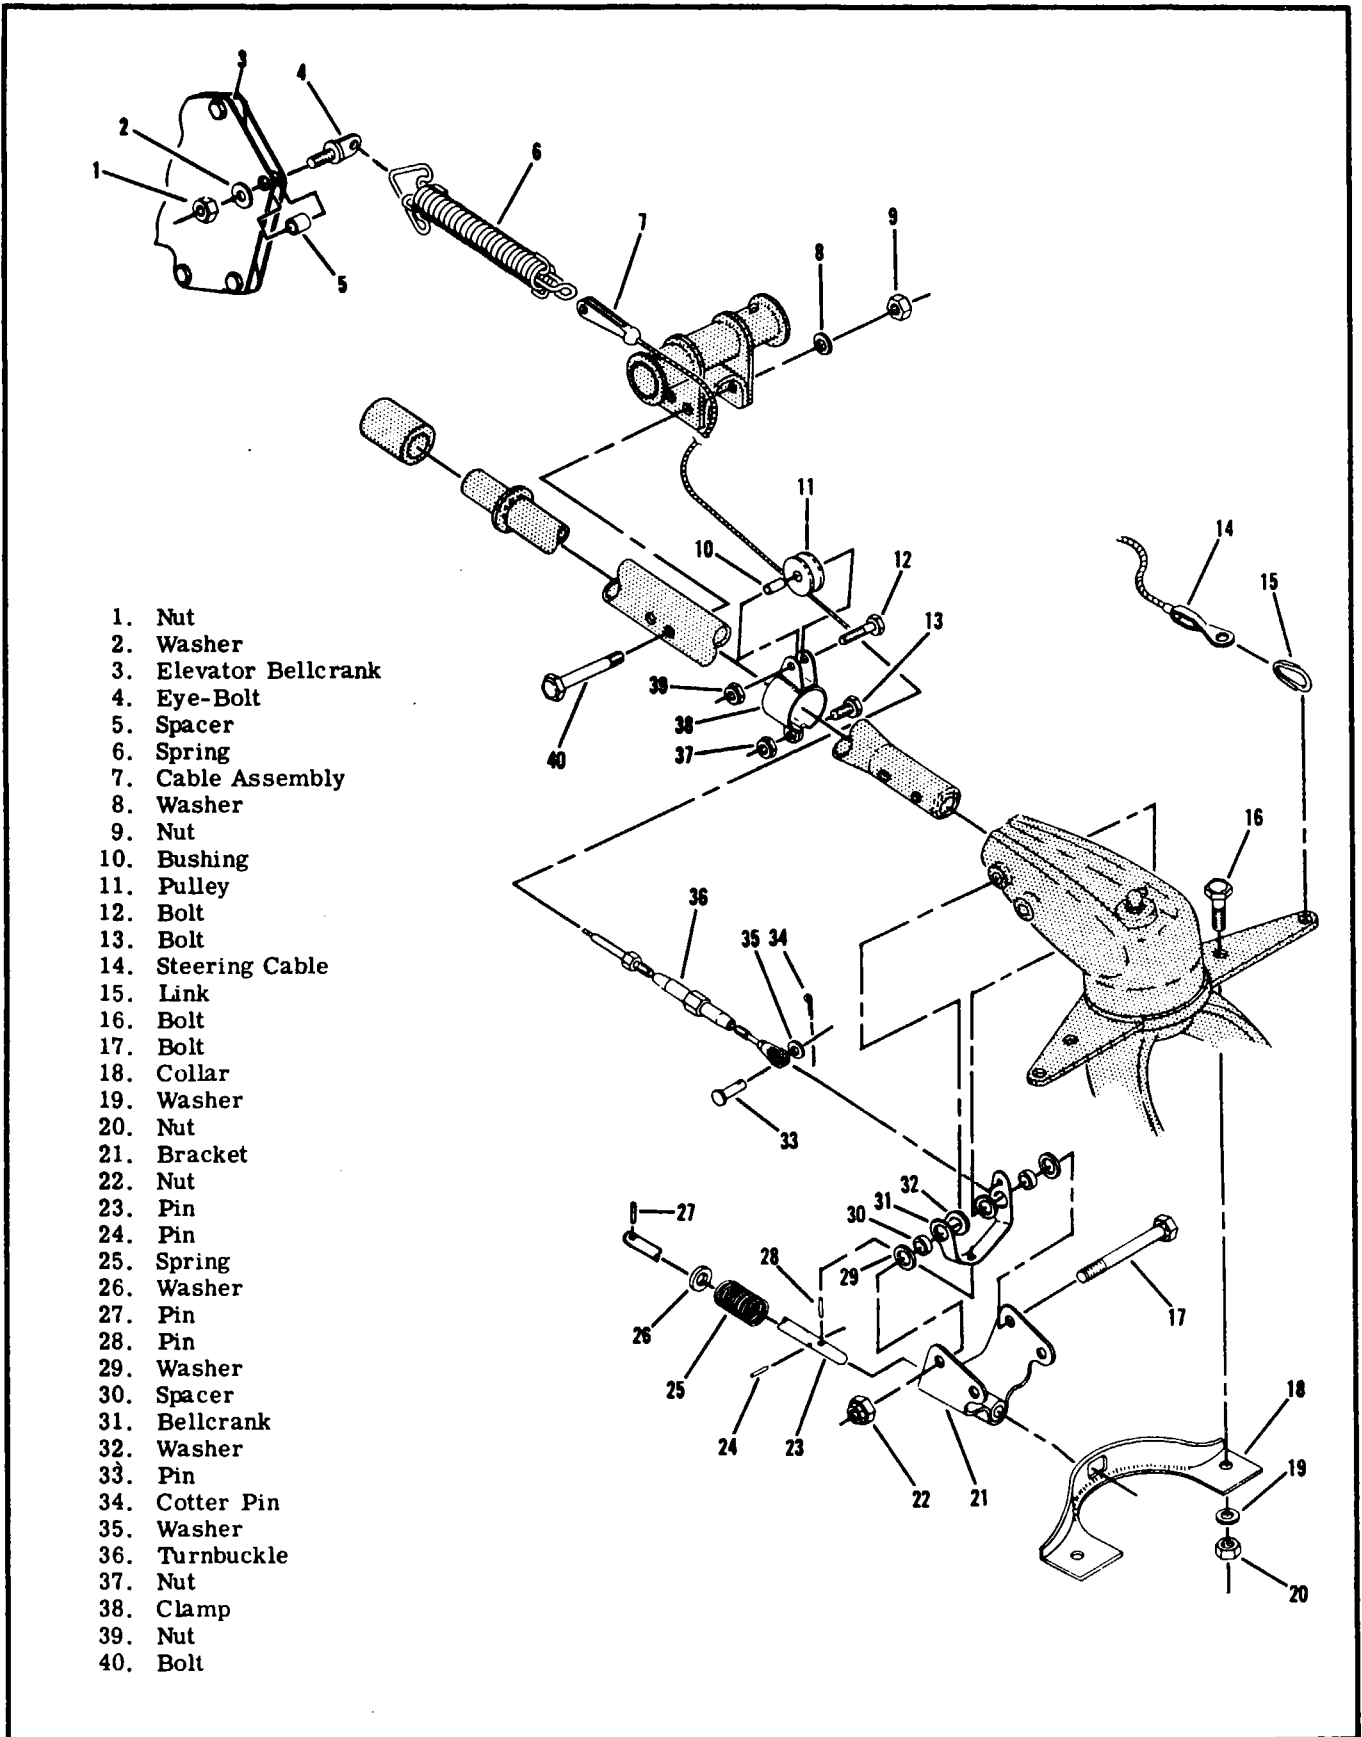 3
4
2
6
1
7
9
8
5
11
14
10
12
15
13
1. Nut
2. Washer
3. Elevator Bellcrank
39
4. Eye-Bolt
38
5. Spacer
37
40
6. Spring
7. Cable Assembly
8. Washer
16
9. Nut
10. Bushing
11. Pulley
36
12. Bolt
35 34
13. Bolt
14. Steering Cable
15. Link
16. Bolt
17. Bolt
18. Collar
19. Washer
33
20. Nut
21. Bracket
32
22. Nut
31
27
23. Pin
30
24. Pin
28
29
25. Spring
26. Washer
17
27. Pin
26
28. Pin
25
18
29. Washer
24
23
19
30. Spacer
22
21
31. Bellcrank
20
32. Washer
33. Pin
34. Cotter Pin
35. Washer
36. Turnbuckle
37. Nut
38. Clamp
39. Nut
40. Bolt